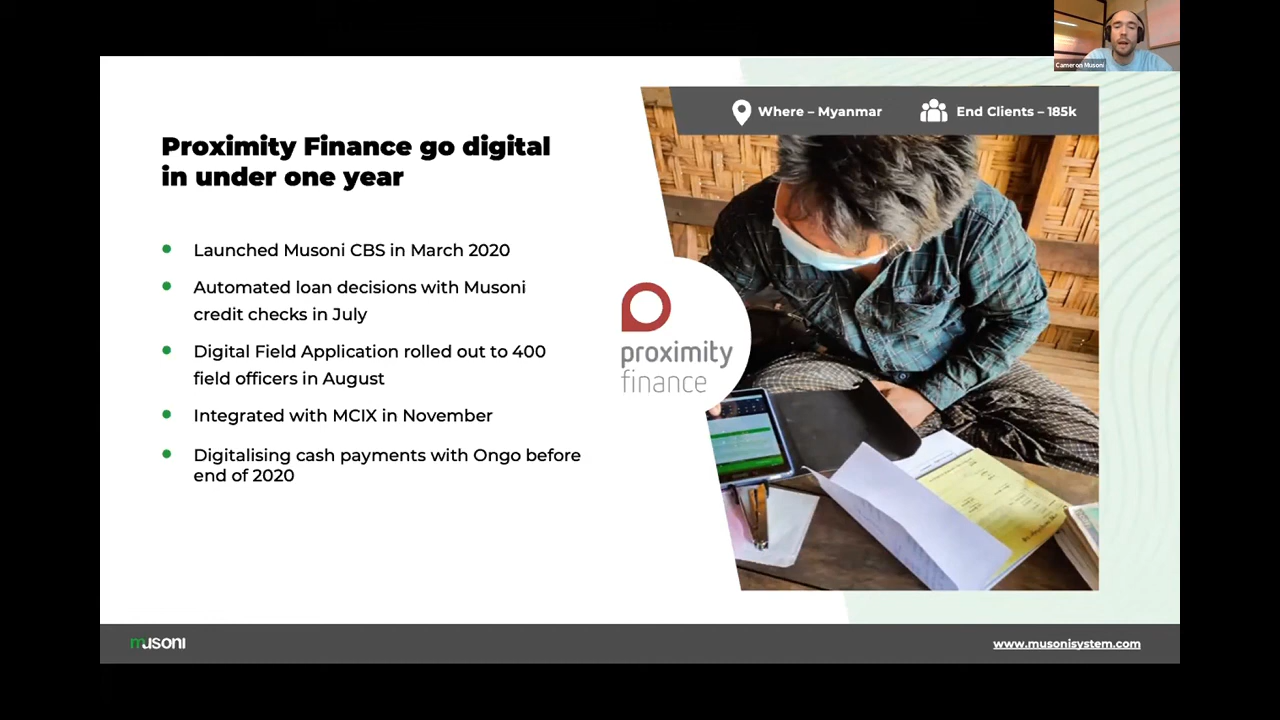 Cameron Musoni
Where – Myanmar
End Clients – 185k
Proximity Finance go digital
in under one year
Launched Musoni CBS in March 2020
Automated loan decisions with Musoni
credit checks in July
Digital Field Application rolled out to 400
field officers in August
Integrated with MCIX in November
Digitalising cash payments with Ongo before
end of 2020
proximity
finance
musoni
www.musonisystem.com